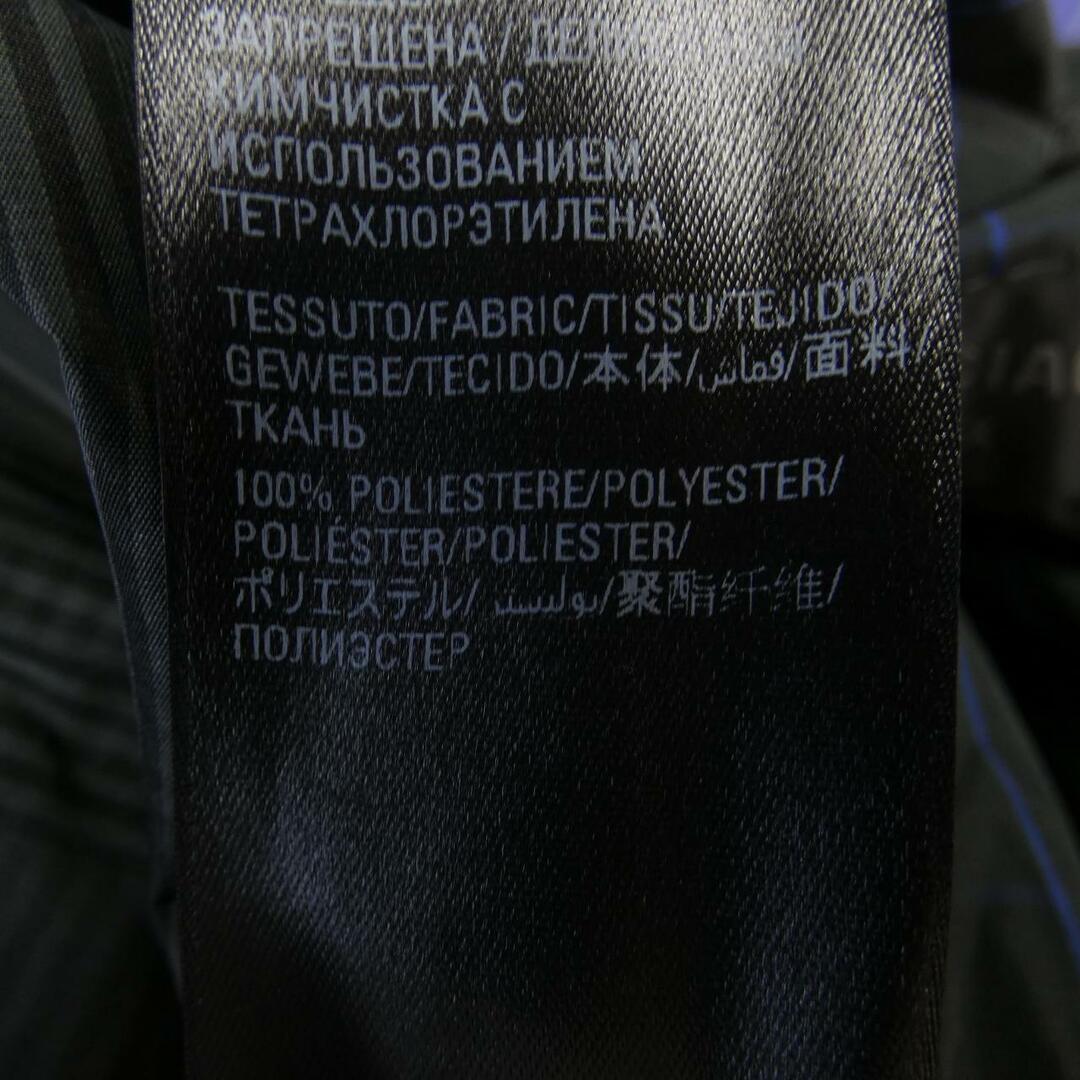 ЗАПРЕЩЕНА /
ХИМЧИСТКА С
ИСПОЛЬЗОВАНИЕМ
ТЕТРАХЛОРЭТИЛЕНА
TESSUTO/FABRIC/TISSU/TEJIDO/
GEWEBE/TECIDO/本体/قماش/面料/
ТКАНЬ
100% POLIESTERE/POLYESTER/
POLIÉSTER/POLIESTER/
ポリエステル/بوليستر/聚酯纤维/
ПОЛИЭСТЕР